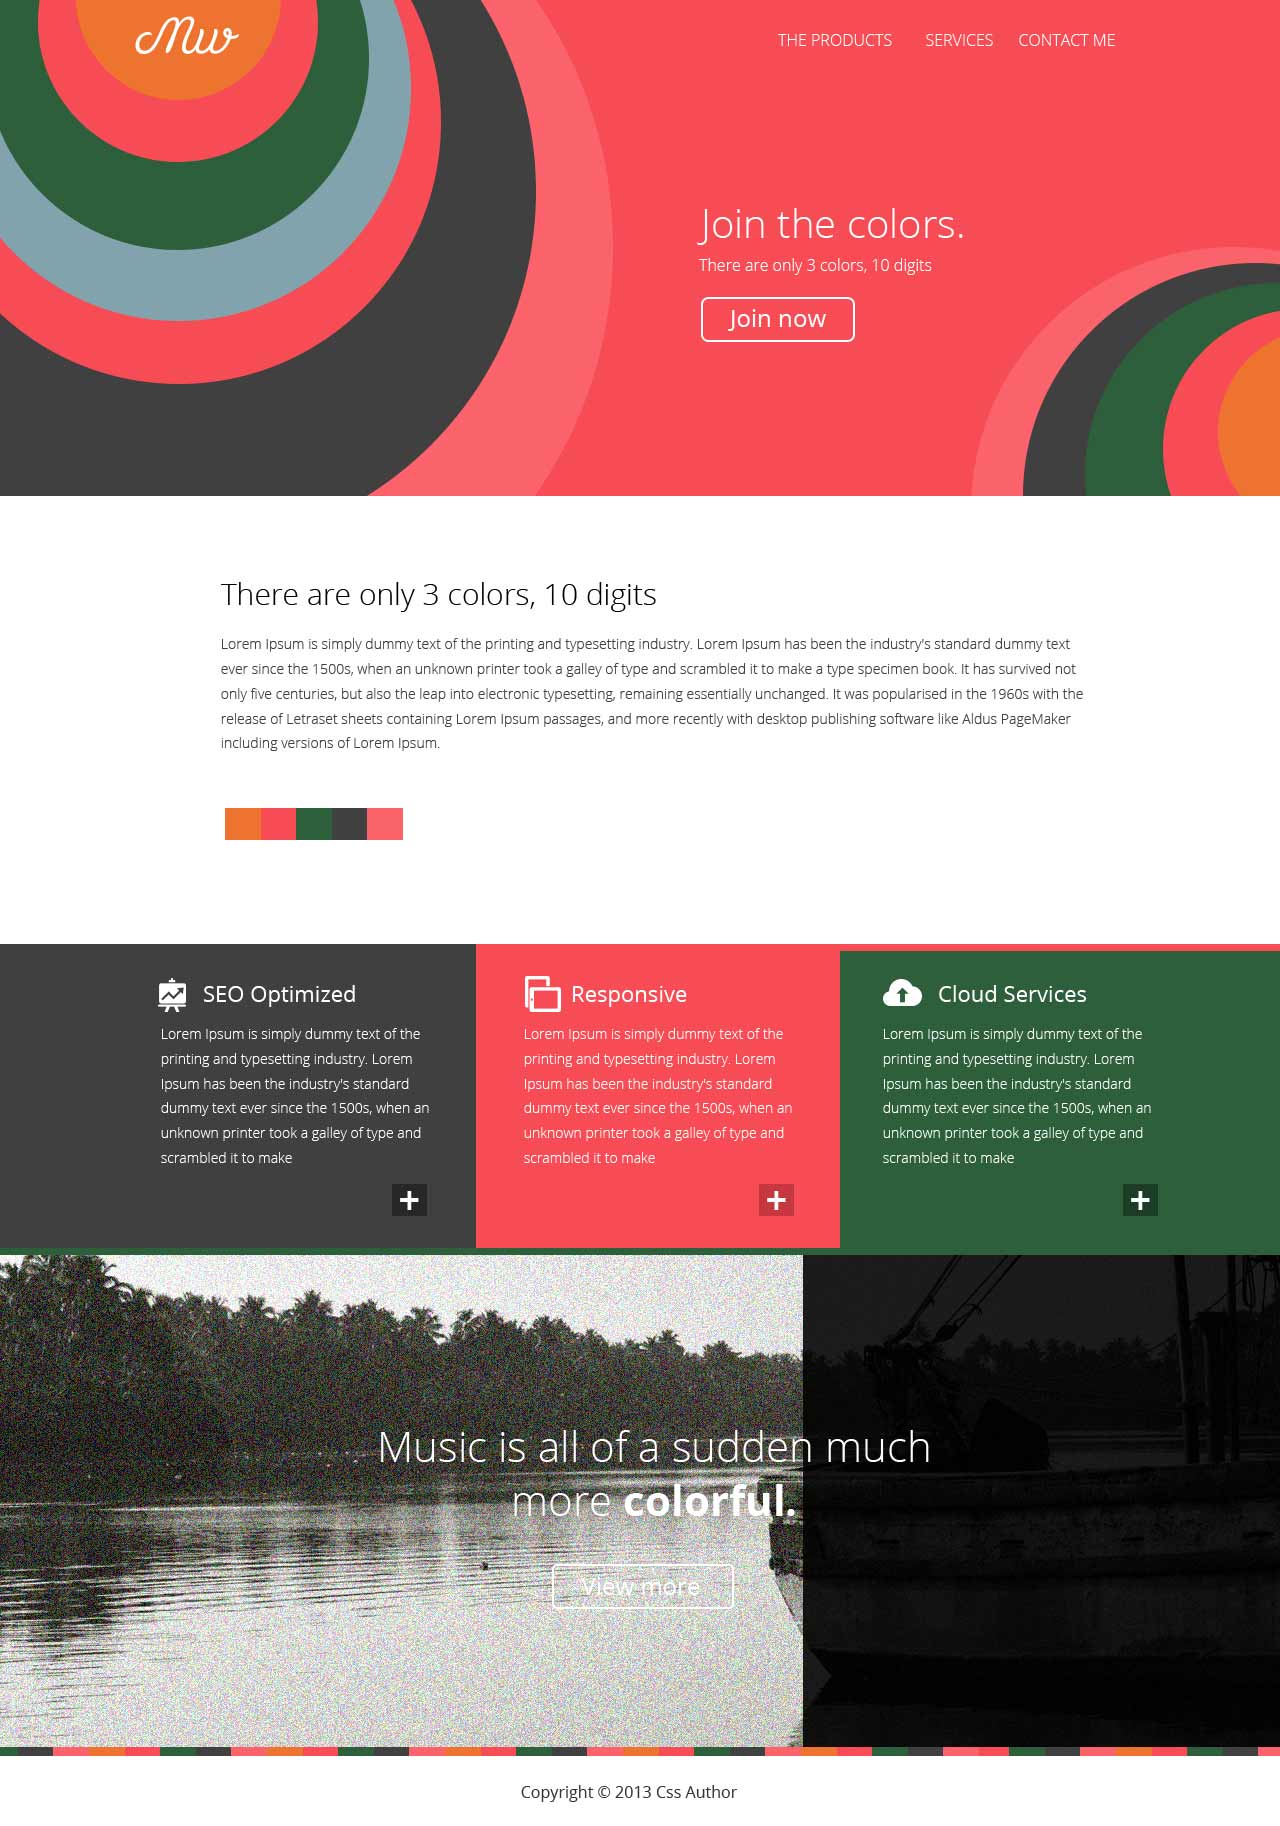 Mw
THE PRODUCTS SERVICES CONTACT ME
Join the colors.
There are only 3 colors, 10 digits
Join now
There are only 3 colors, 10 digits
Lorem Ipsum is simply dummy text of the printing and typesetting industry. Lorem Ipsum has been the industry's standard dummy text
ever since the 1500s, when an unknown printer took a galley of type and scrambled it to make a type specimen book. It has survived not
only five centuries, but also the leap into electronic typesetting, remaining essentially unchanged. It was popularised in the 1960s with the
release of Letraset sheets containing Lorem Ipsum passages, and more recently with desktop publishing software like Aldus PageMaker
including versions of Lorem Ipsum.
SEO Optimized
Lorem Ipsum is simply dummy text of the
printing and typesetting industry. Lorem
Ipsum has been the industry's standard
dummy text ever since the 1500s, when an
unknown printer took a galley of type and
scrambled it to make
Responsive
Lorem Ipsum is simply dummy text of the
printing and typesetting industry. Lorem
Ipsum has been the industry's standard
dummy text ever since the 1500s, when an
unknown printer took a galley of type and
scrambled it to make
Cloud Services
Lorem Ipsum is simply dummy text of the
printing and typesetting industry. Lorem
Ipsum has been the industry's standard
dummy text ever since the 1500s, when an
unknown printer took a galley of type and
scrambled it to make
Music is all of a sudden much
more colorful.
View more
Copyright © 2013 Css Author